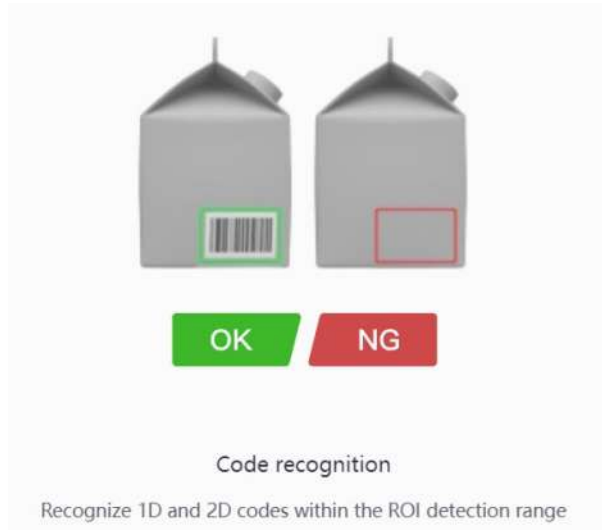 OK
NG
Code recognition
Recognize 1D and 2D codes within the ROI detection range